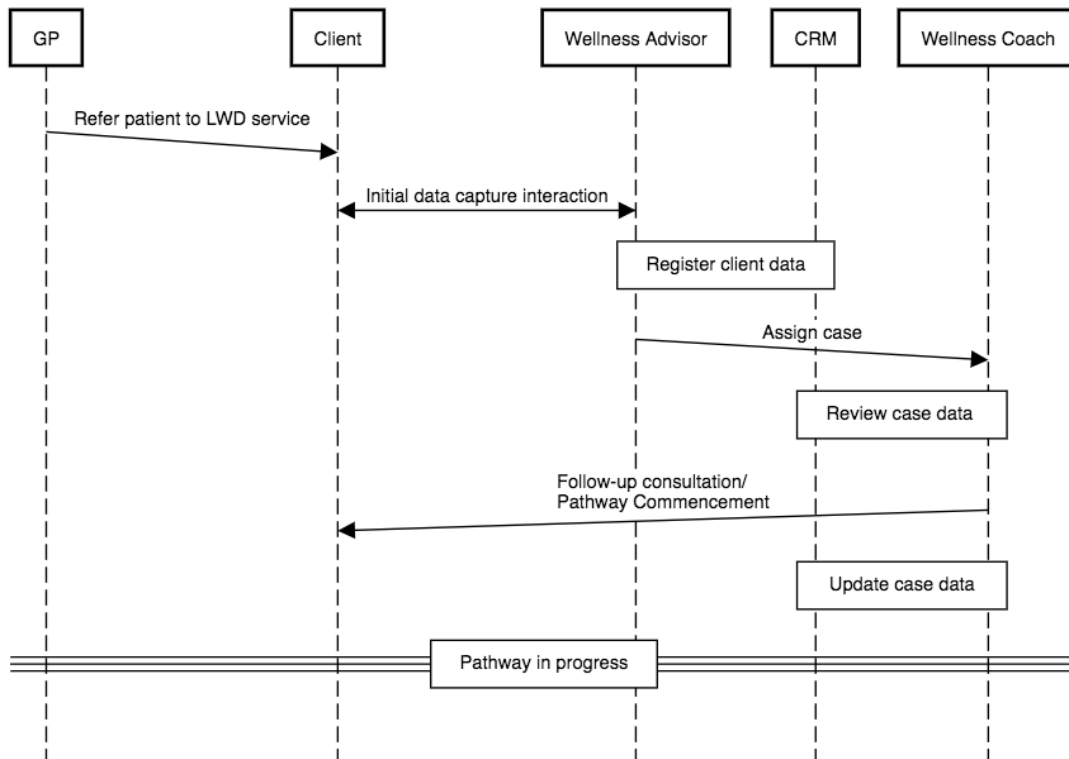 GP
Client
Wellness Advisor
CRM
Wellness Coach
Refer patient to LWD service
Initial data capture interaction
Register client data
Assign case
Review case data
Follow-up consultation/
Pathway Commencement
Update case data
Pathway in progress